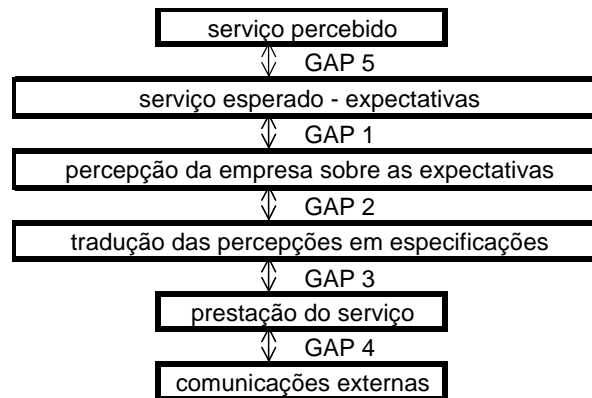 serviço percebido
GAP 5
serviço esperado - expectativas
GAP 1
percepção da empresa sobre as expectativas
GAP 2
tradução das percepções em especificações
GAP 3
prestação do serviço
GAP 4
comunicações externas